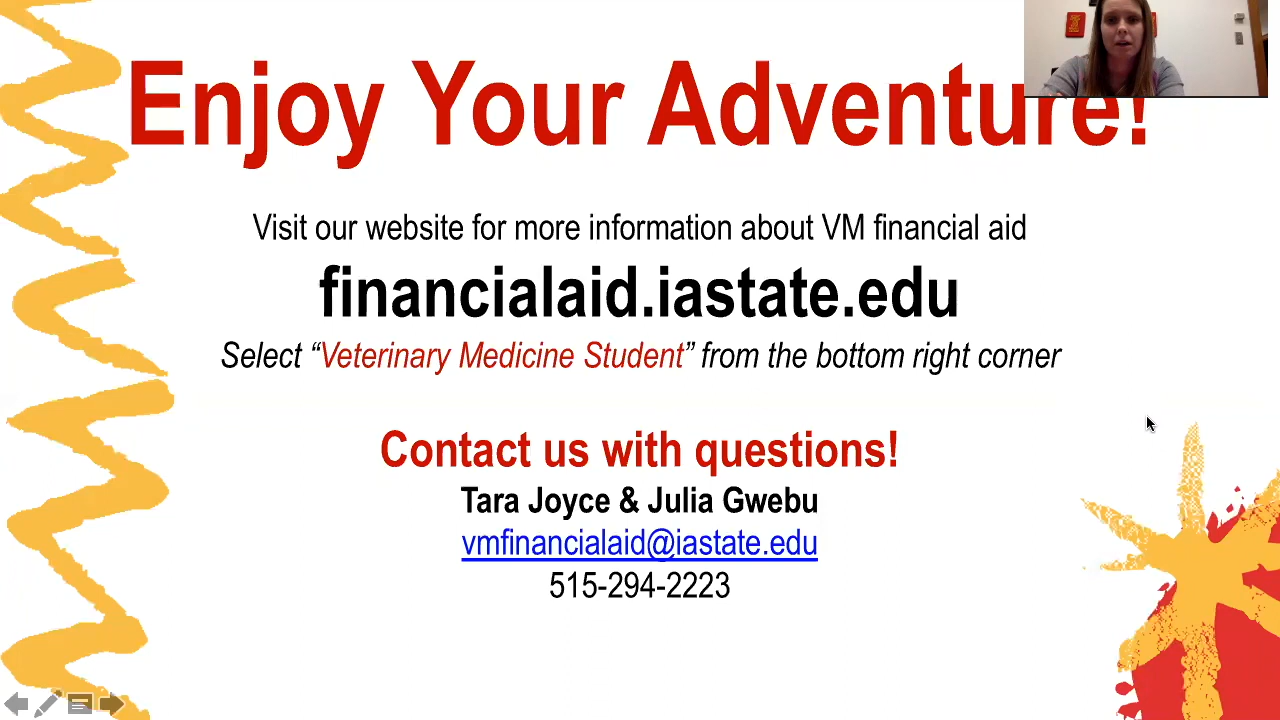 Enjoy Your Adventure!
Visit our website for more information about VM financial aid
financialaid.iastate.edu
Select “Veterinary Medicine Student” from the bottom right corner
Contact us with questions!
Tara Joyce & Julia Gwebu
vmfinancialaid@iastate.edu
515-294-2223